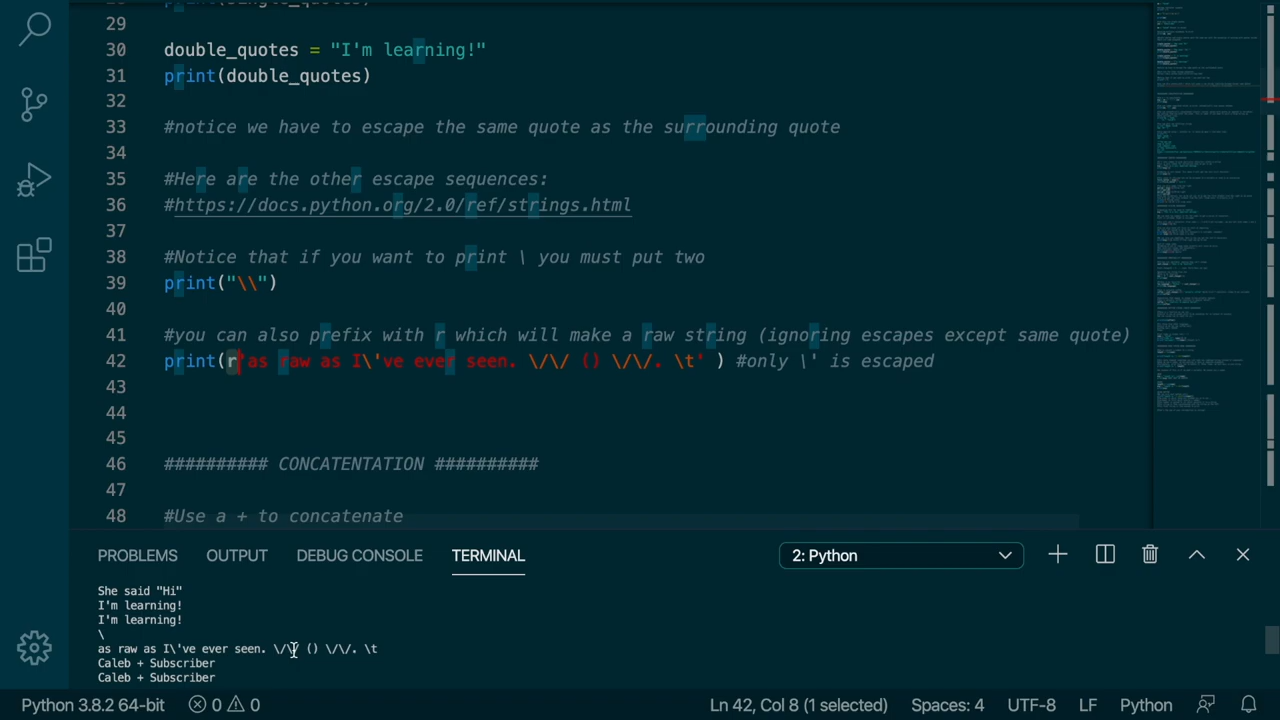 29
30 double_quotes = "I'm learning!"
31 print(double_quotes)
32
33 #notice we have to escape the same quote as the surrounding quote
34
35 #Here are the other escape sequences:
36 #https://docs.python.org/2.0/ref/strings.html
37
38 #Notice that if you want to print \ you must put two
39 print("\\")
40
41 #you can also prefix with r which will make a raw string (ignoring escapes except same quote)
42 print(r'as raw as I\'ve ever seen. \/\/ () \/\/. \t' ) #only \' is escaped
43
44
45
46 ########## CONCATENTATION ##########
47
48 #Use a + to concatenate
PROBLEMS OUTPUT DEBUG CONSOLE TERMINAL 2: Python
She said "Hi"
I'm learning!
I'm learning!
\
as raw as I\'ve ever seen. \/\/ () \/\/. \t
Caleb + Subscriber
Caleb + Subscriber
Python 3.8.2 64-bit 0 0 Ln 42, Col 8 (1 selected) Spaces: 4 UTF-8 LF Python